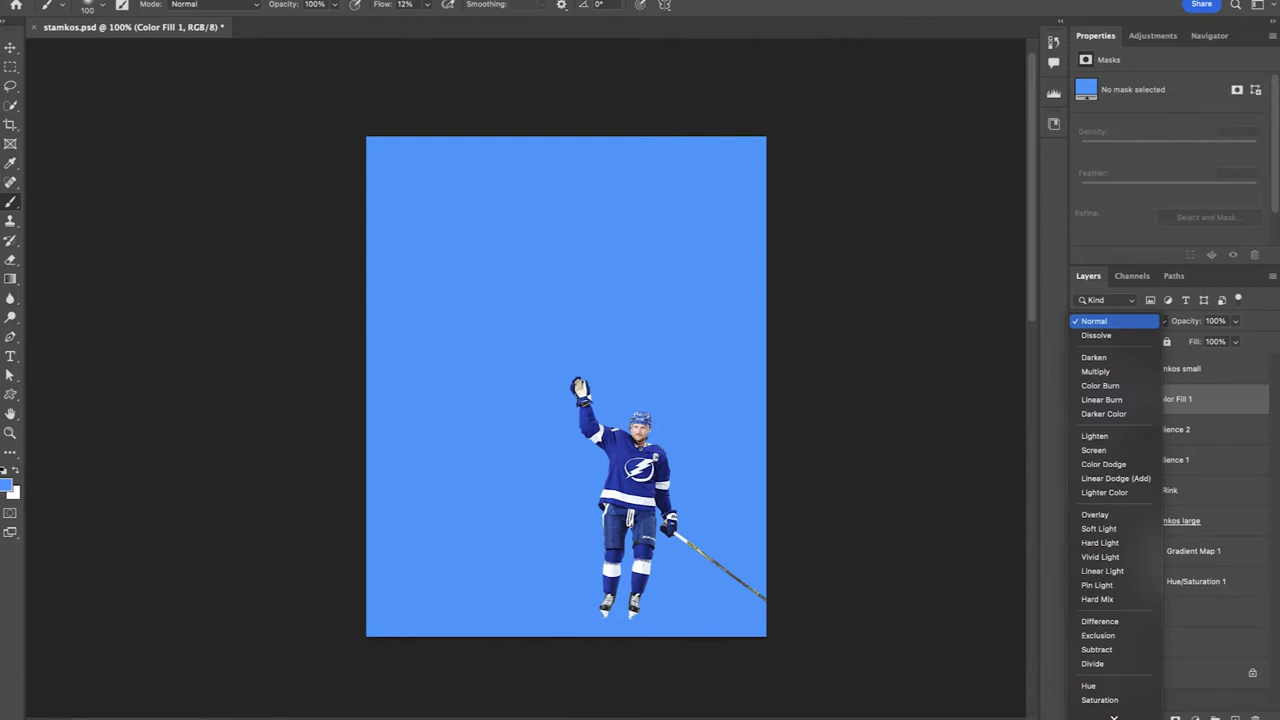 100 Mode: Normal Opacity: 100% Flow: 12% Smoothing: 0° Share
× stamkos.psd @ 100% (Color Fill 1, RGB/8) *
Properties Adjustments Navigator
Masks
No mask selected
Density:
Feather:
Refine: Select and Mask...
Layers Channels Paths
Kind
✓ Normal Opacity: 100%
Dissolve Fill: 100%
Darken mkos small
Multiply
Color Burn
Linear Burn olor Fill 1
Darker Color
Lighten ience 2
Screen
Color Dodge ience 1
Linear Dodge (Add)
Lighter Color Rink
Overlay mkos large
Soft Light
Hard Light
Vivid Light Gradient Map 1
Linear Light
Pin Light Hue/Saturation 1
Hard Mix
Difference
Exclusion
Subtract
Divide
Hue
Saturation